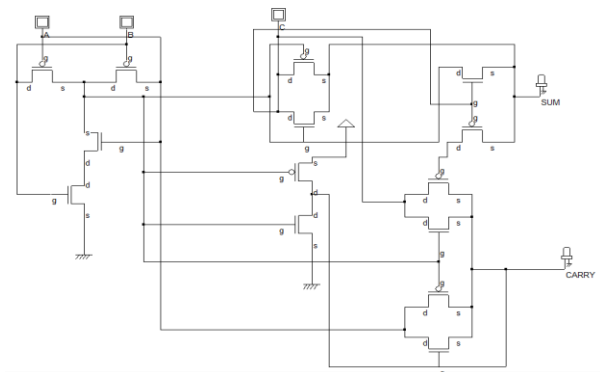 A B C
g g g
d s d s d s d s
g SUM
g
s d s d s
g g
d g
s g
d d s
g d
d s
g s
g d s
s g
CARRY
g
d s
d s